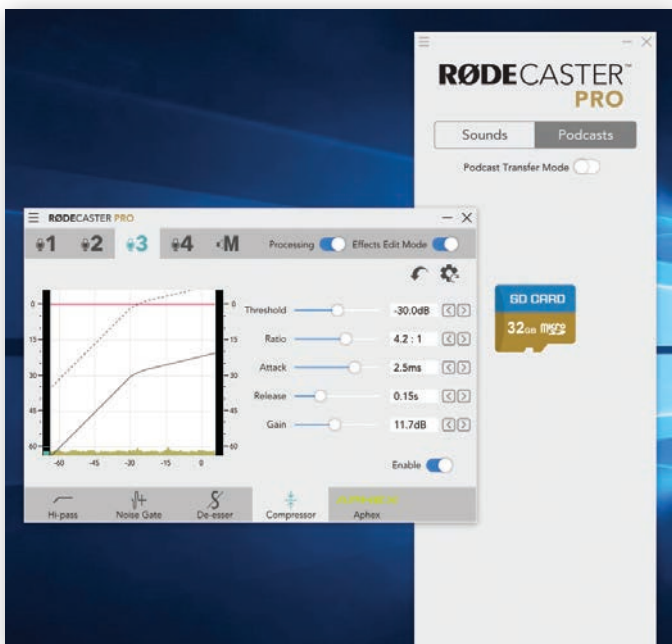 RØDECASTER™
PRO
Sounds Podcasts
Podcast Transfer Mode
RØDECASTER PRO
1 2 3 4 M Processing Effects Edit Mode
0 0
15 15
30 30
45 45
60 60
-60 -45 -30 -15 0
Threshold -30.0dB
Ratio 4.2 : 1
Attack 2.5ms
Release 0.15s
Gain 11.7dB
Enable
Hi-pass Noise Gate De-esser Compressor Aphex
SD CARD
32GB micro